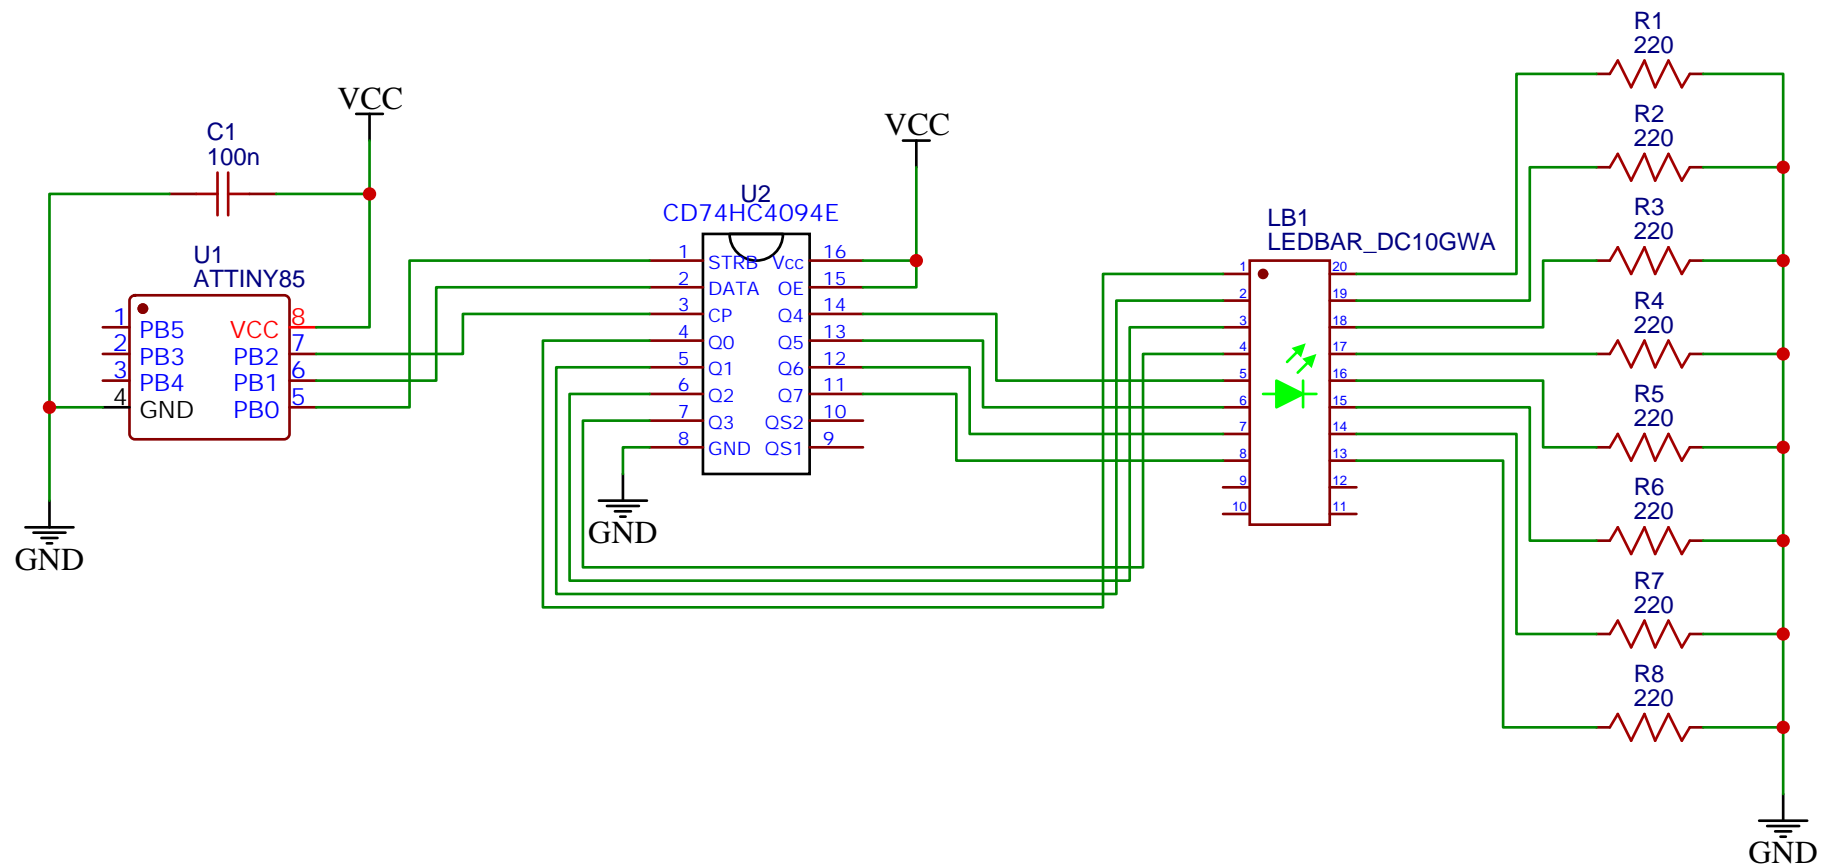 VCC
C1
100n
U1
ATTINY85
1 PB5 VCC 8
2 PB3 PB2 7
3 PB4 PB1 6
4 GND PB0 5
GND
VCC
U2
CD74HC4094E
1 STRB Vcc 16
2 DATA OE 15
3 CP Q4 14
4 Q0 Q5 13
5 Q1 Q6 12
6 Q2 Q7 11
7 Q3 QS2 10
8 GND QS1 9
GND
LB1
LEDBAR_DC10GWA
1 20
2 19
3 18
4 17
5 16
6 15
7 14
8 13
9 12
10 11
R1
220
R2
220
R3
220
R4
220
R5
220
R6
220
R7
220
R8
220
GND